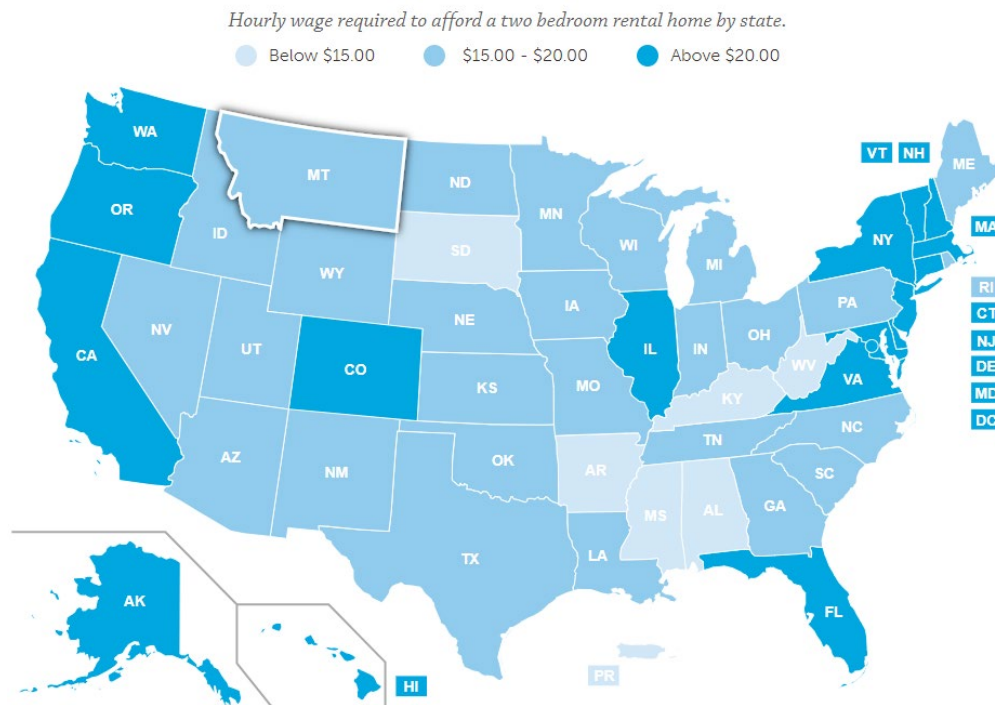 Hourly wage required to afford a two bedroom rental home by state.
Below $15.00 $15.00 - $20.00 Above $20.00
WA
VT NH
ME
MT
ND
OR
MN
MA
ID
NY
WI
SD
MI
WY
RI
PA
IA
CT
NE
OH
NV
NJ
IL
IN
UT
CA
WV
DE
CO
VA
KS
MO
MD
KY
DC
NC
TN
AZ
OK
NM
AR
SC
GA
MS
AL
LA
TX
AK
FL
PR
HI